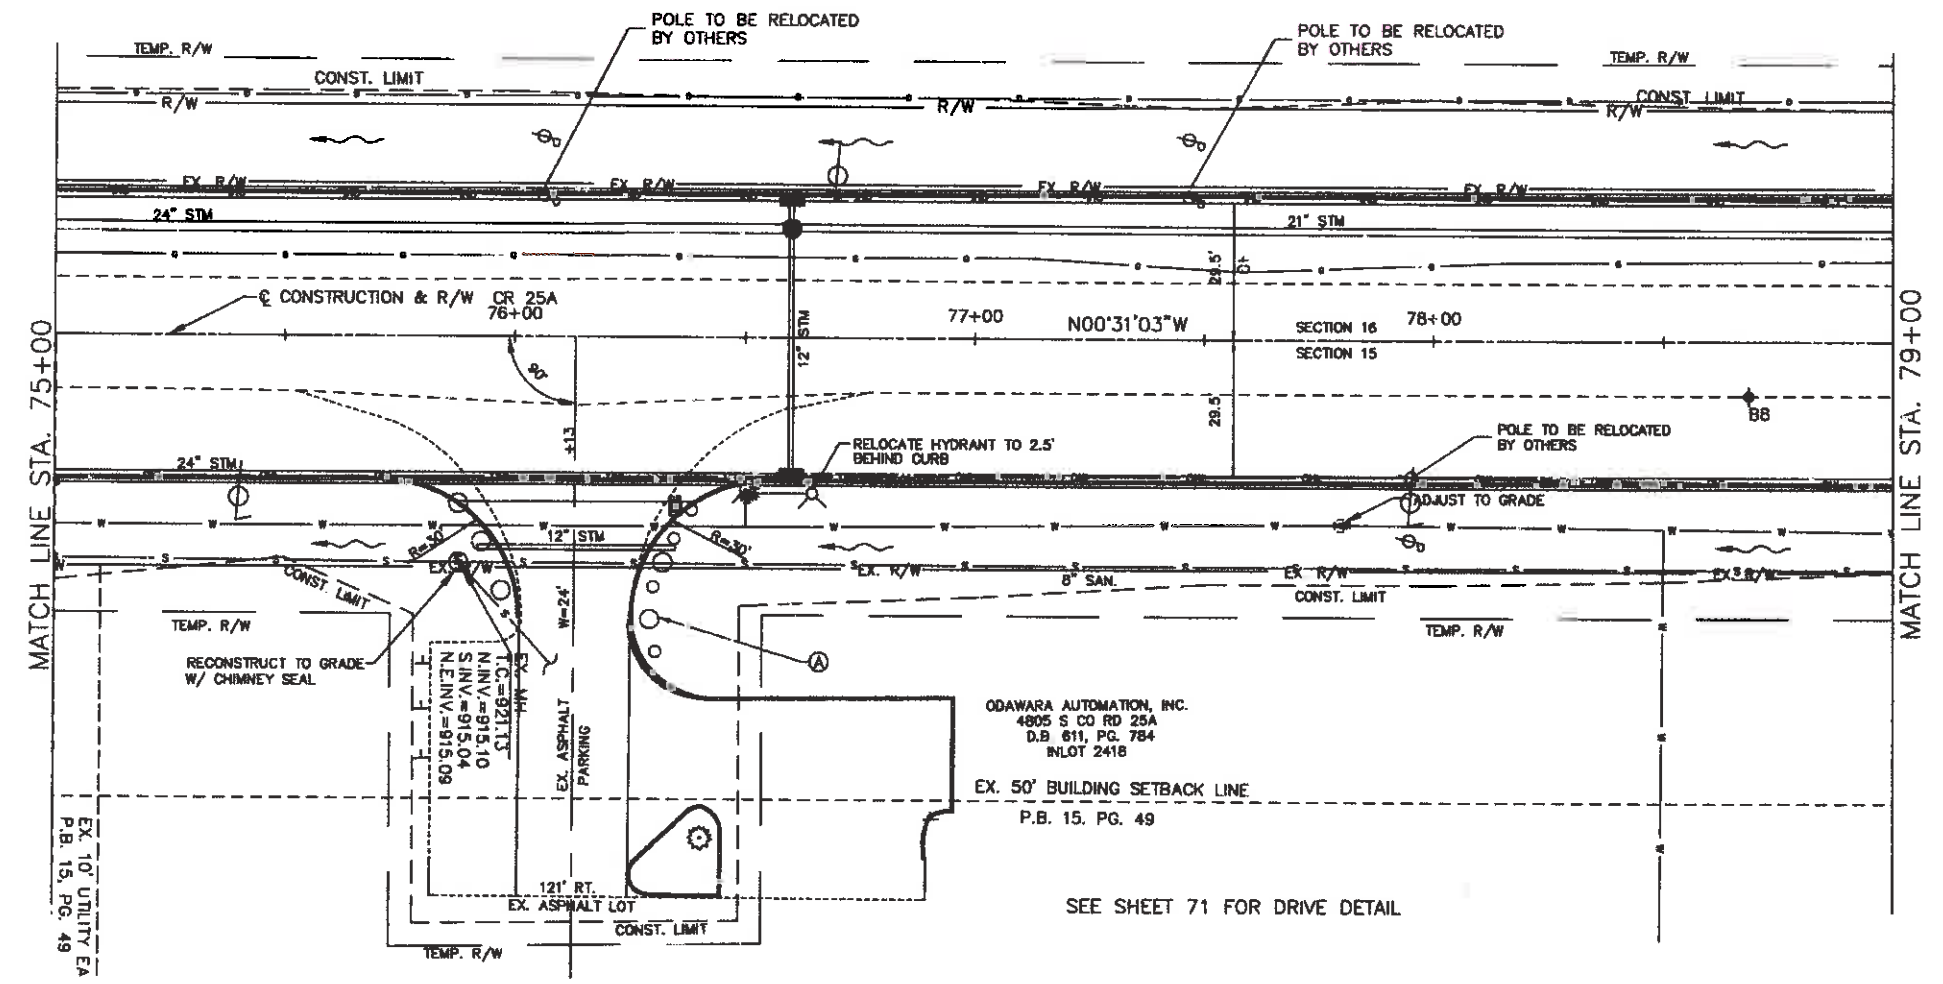 POLE TO BE RELOCATED
BY OTHERS
POLE TO BE RELOCATED
BY OTHERS
TEMP. R/W
TEMP. R/W
CONST. LIMIT
CONST. LIMIT
R/W
R/W
R/W
EX. R/W
EX. R/W
EX. R/W
EX. R/W
24" STM
21" STM
29.5'
℄ CONSTRUCTION & R/W CR 25A
76+00
77+00
N00°31'03"W
SECTION 16
78+00
SECTION 15
12" STM
90°
MATCH LINE STA. 75+00
MATCH LINE STA. 79+00
29.5'
B8
+13
RELOCATE HYDRANT TO 2.5'
BEHIND CURB
POLE TO BE RELOCATED
BY OTHERS
24" STM
ADJUST TO GRADE
W W W W W W W W W W W W
R=30'
12" STM
R=30'
S S S S S S S S
EX. R/W
EX. R/W
EX R/W
EX R/W
8" SAN.
CONST. LIMIT
CONST. LIMIT
W=24'
TEMP. R/W
TEMP. R/W
RECONSTRUCT TO GRADE
W/ CHIMNEY SEAL
A
EX. MH
T.C.=921.13
N.INV.=915.10
S.INV.=915.04
N.E.INV.=915.09
EX. ASPHALT
PARKING
ODAWARA AUTOMATION, INC.
4805 S CO RD 25A
D.B. 611, PG. 784
INLOT 2418
EX. 50' BUILDING SETBACK LINE
P.B. 15. PG. 49
EX. 10' UTILITY EA
P.B. 15, PG. 49
121' RT.
EX. ASPHALT LOT
CONST. LIMIT
TEMP. R/W
SEE SHEET 71 FOR DRIVE DETAIL